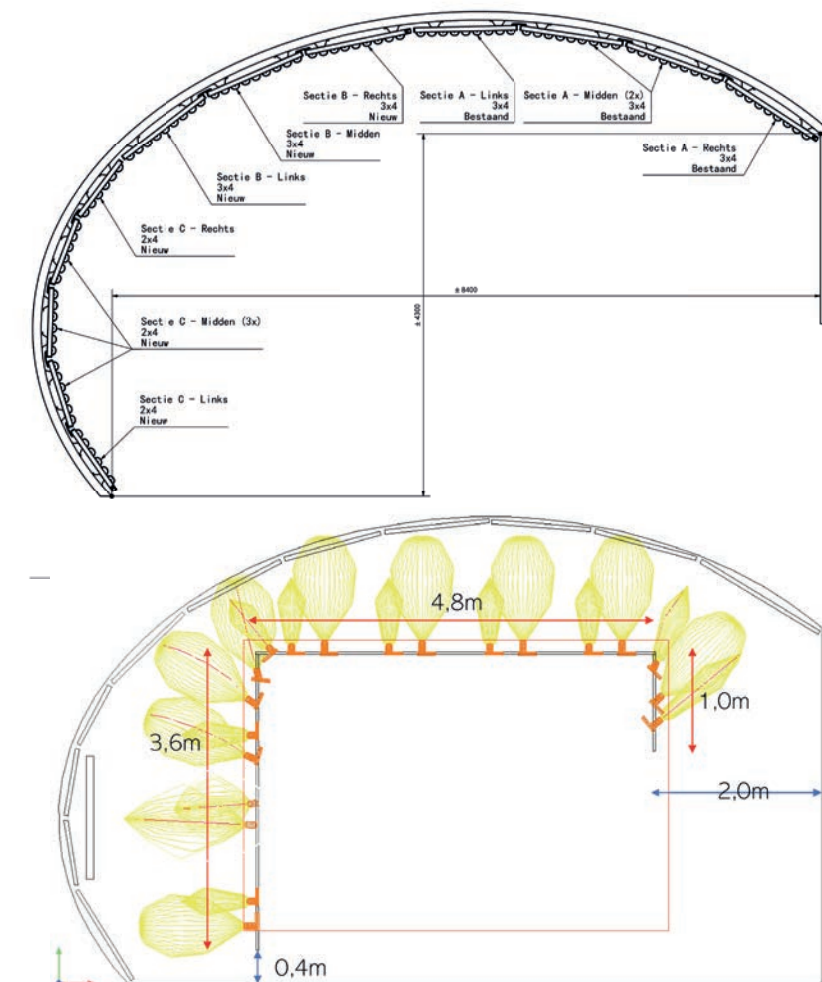 Sectie B - Rechts
3x4
Nieuw
Sectie A - Links
3x4
Bestaand
Sectie A - Midden (2x)
3x4
Bestaand
Sectie B - Midden
3x4
Nieuw
Sectie A - Rechts
3x4
Bestaand
Sectie B - Links
3x4
Nieuw
Sectie C - Rechts
2x4
Nieuw
± 8400
± 4300
Sectie C - Midden (3x)
2x4
Nieuw
Sectie C - Links
2x4
Nieuw
4,8m
1,0m
3,6m
2,0m
0,4m